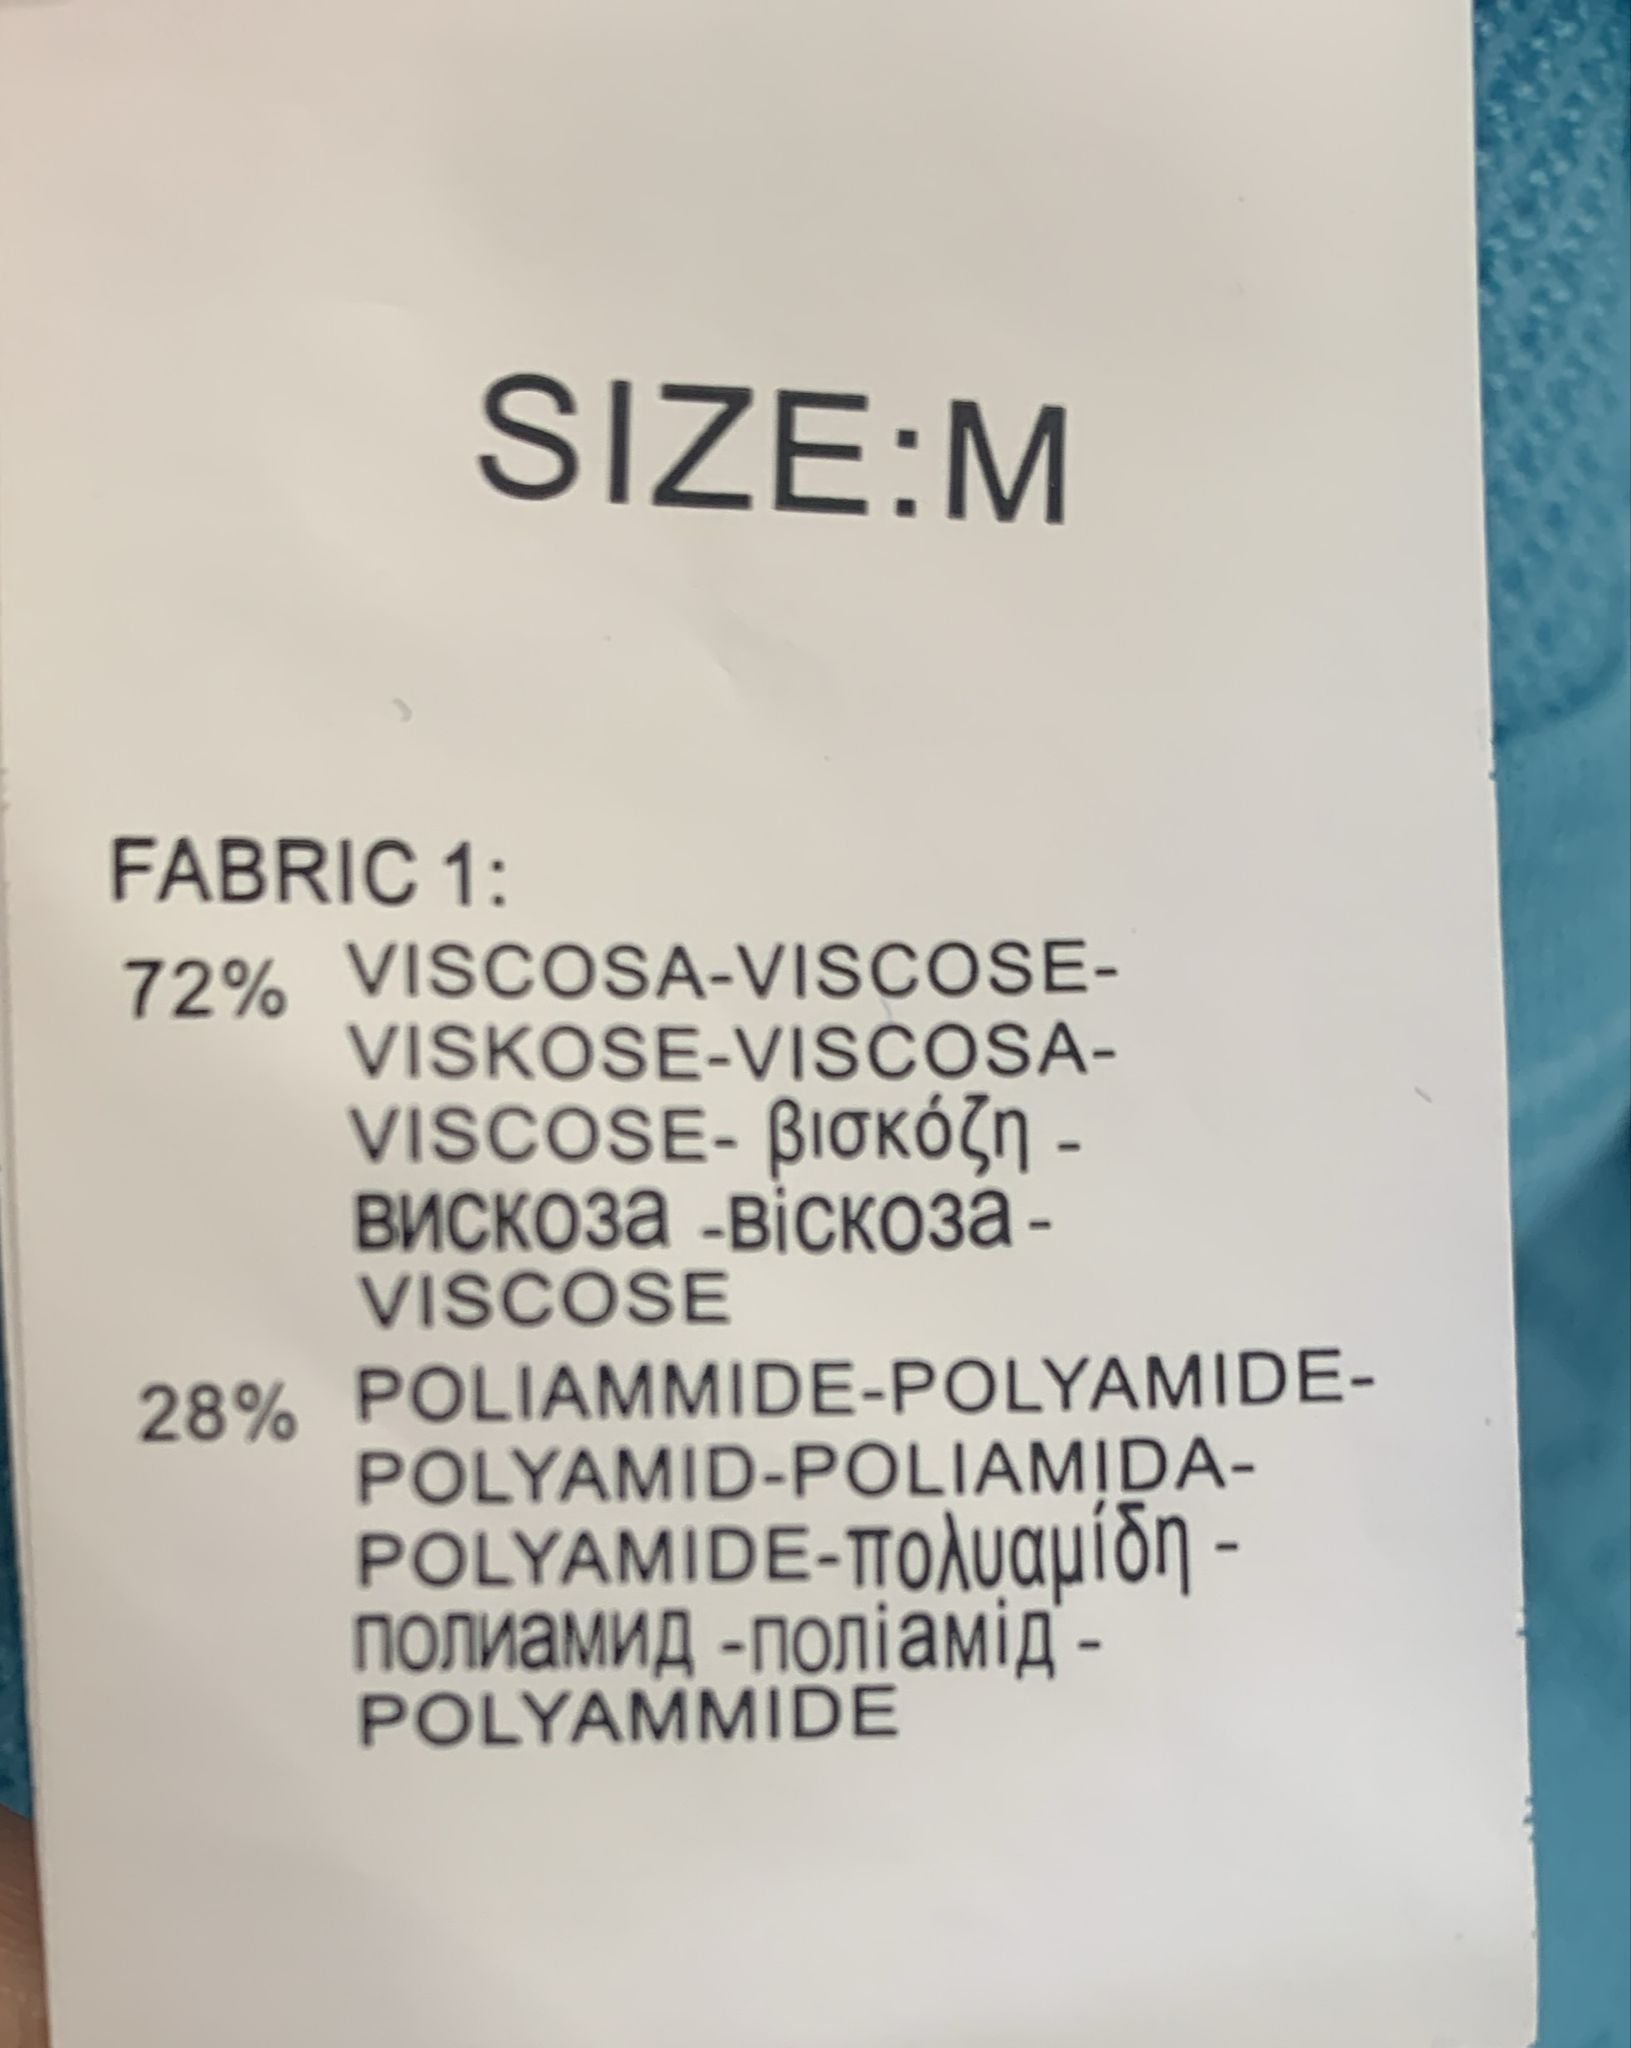 SIZE:M
FABRIC 1:
72% VISCOSA-VISCOSE-
VISKOSE-VISCOSA-
VISCOSE- βισκόζη -
вискоза -віскоза-
VISCOSE
28% POLIAMMIDE-POLYAMIDE-
POLYAMID-POLIAMIDA-
POLYAMIDE-πολυαμίδη -
полиамид -поліамід -
POLYAMMIDE